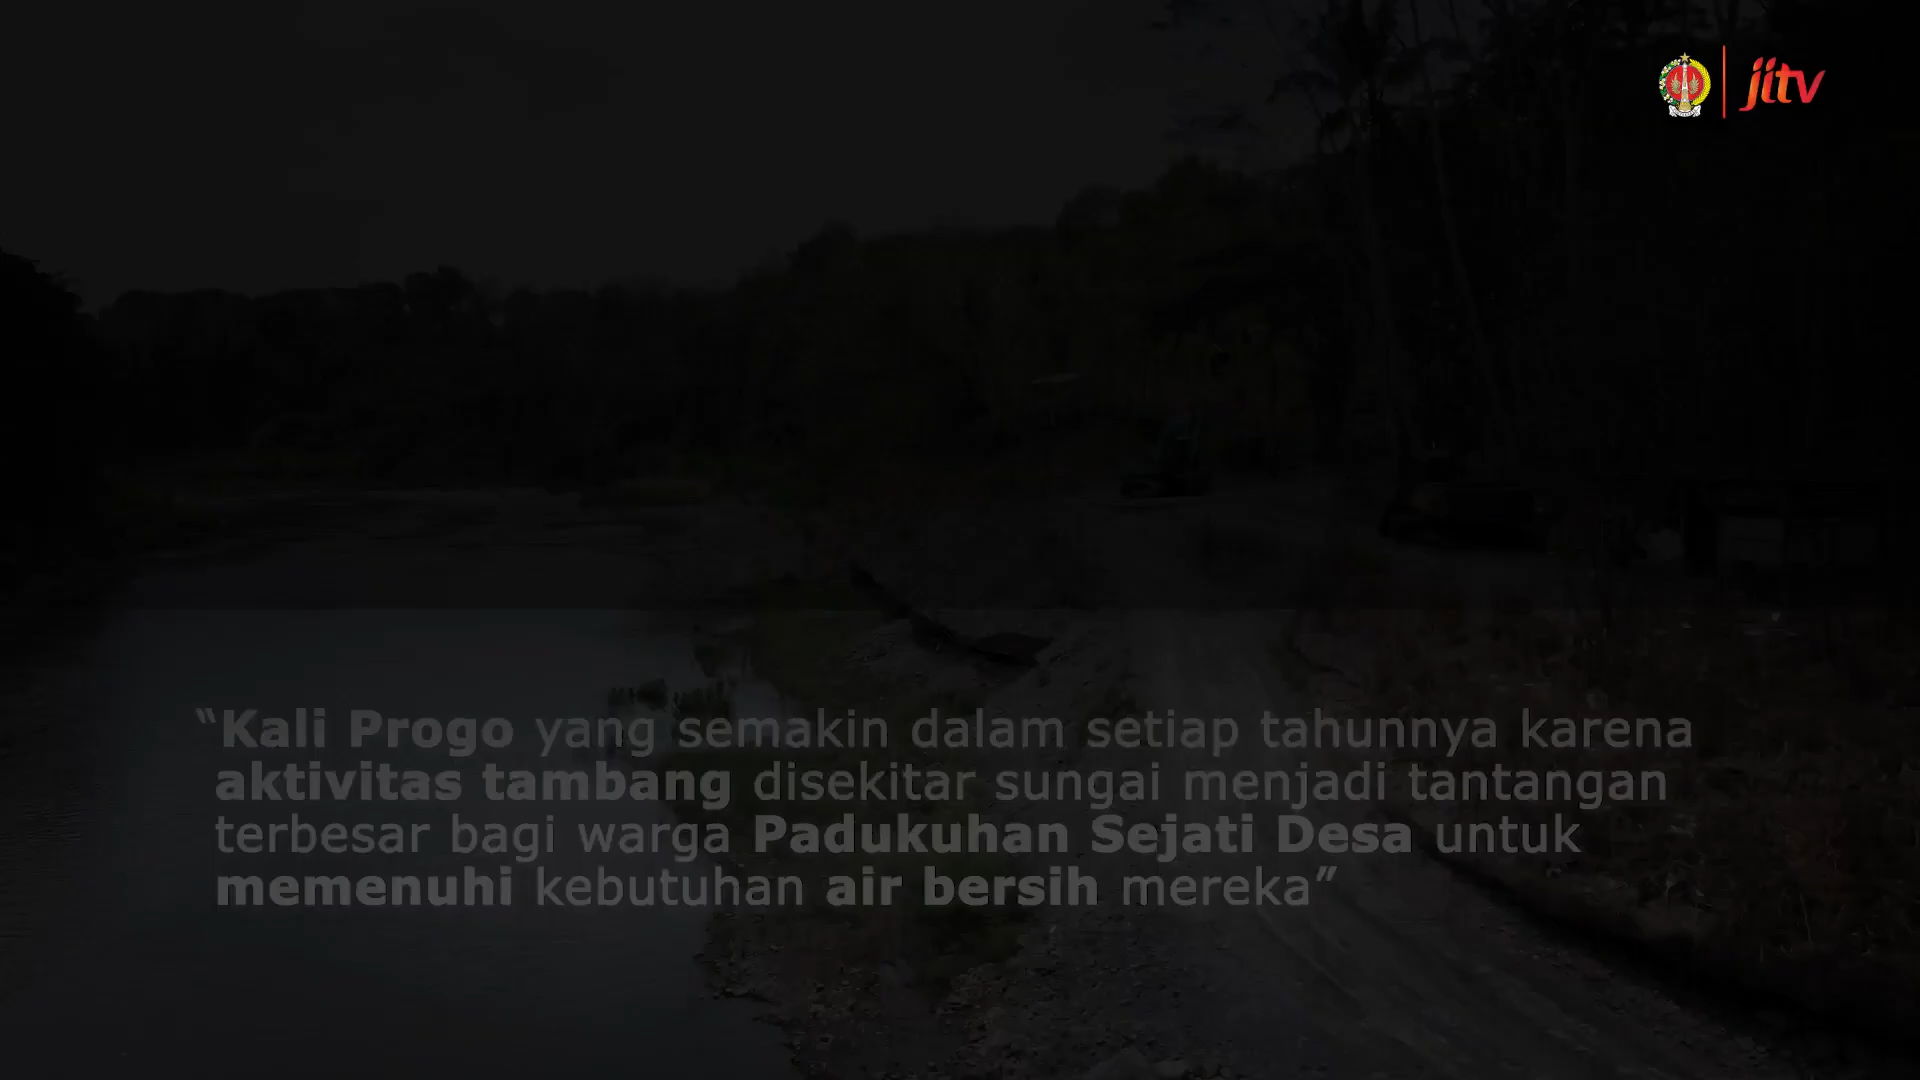 jitv
“Kali Progo yang semakin dalam setiap tahunnya karena
aktivitas tambang disekitar sungai menjadi tantangan
terbesar bagi warga Padukuhan Sejati Desa untuk
memenuhi kebutuhan air bersih mereka”